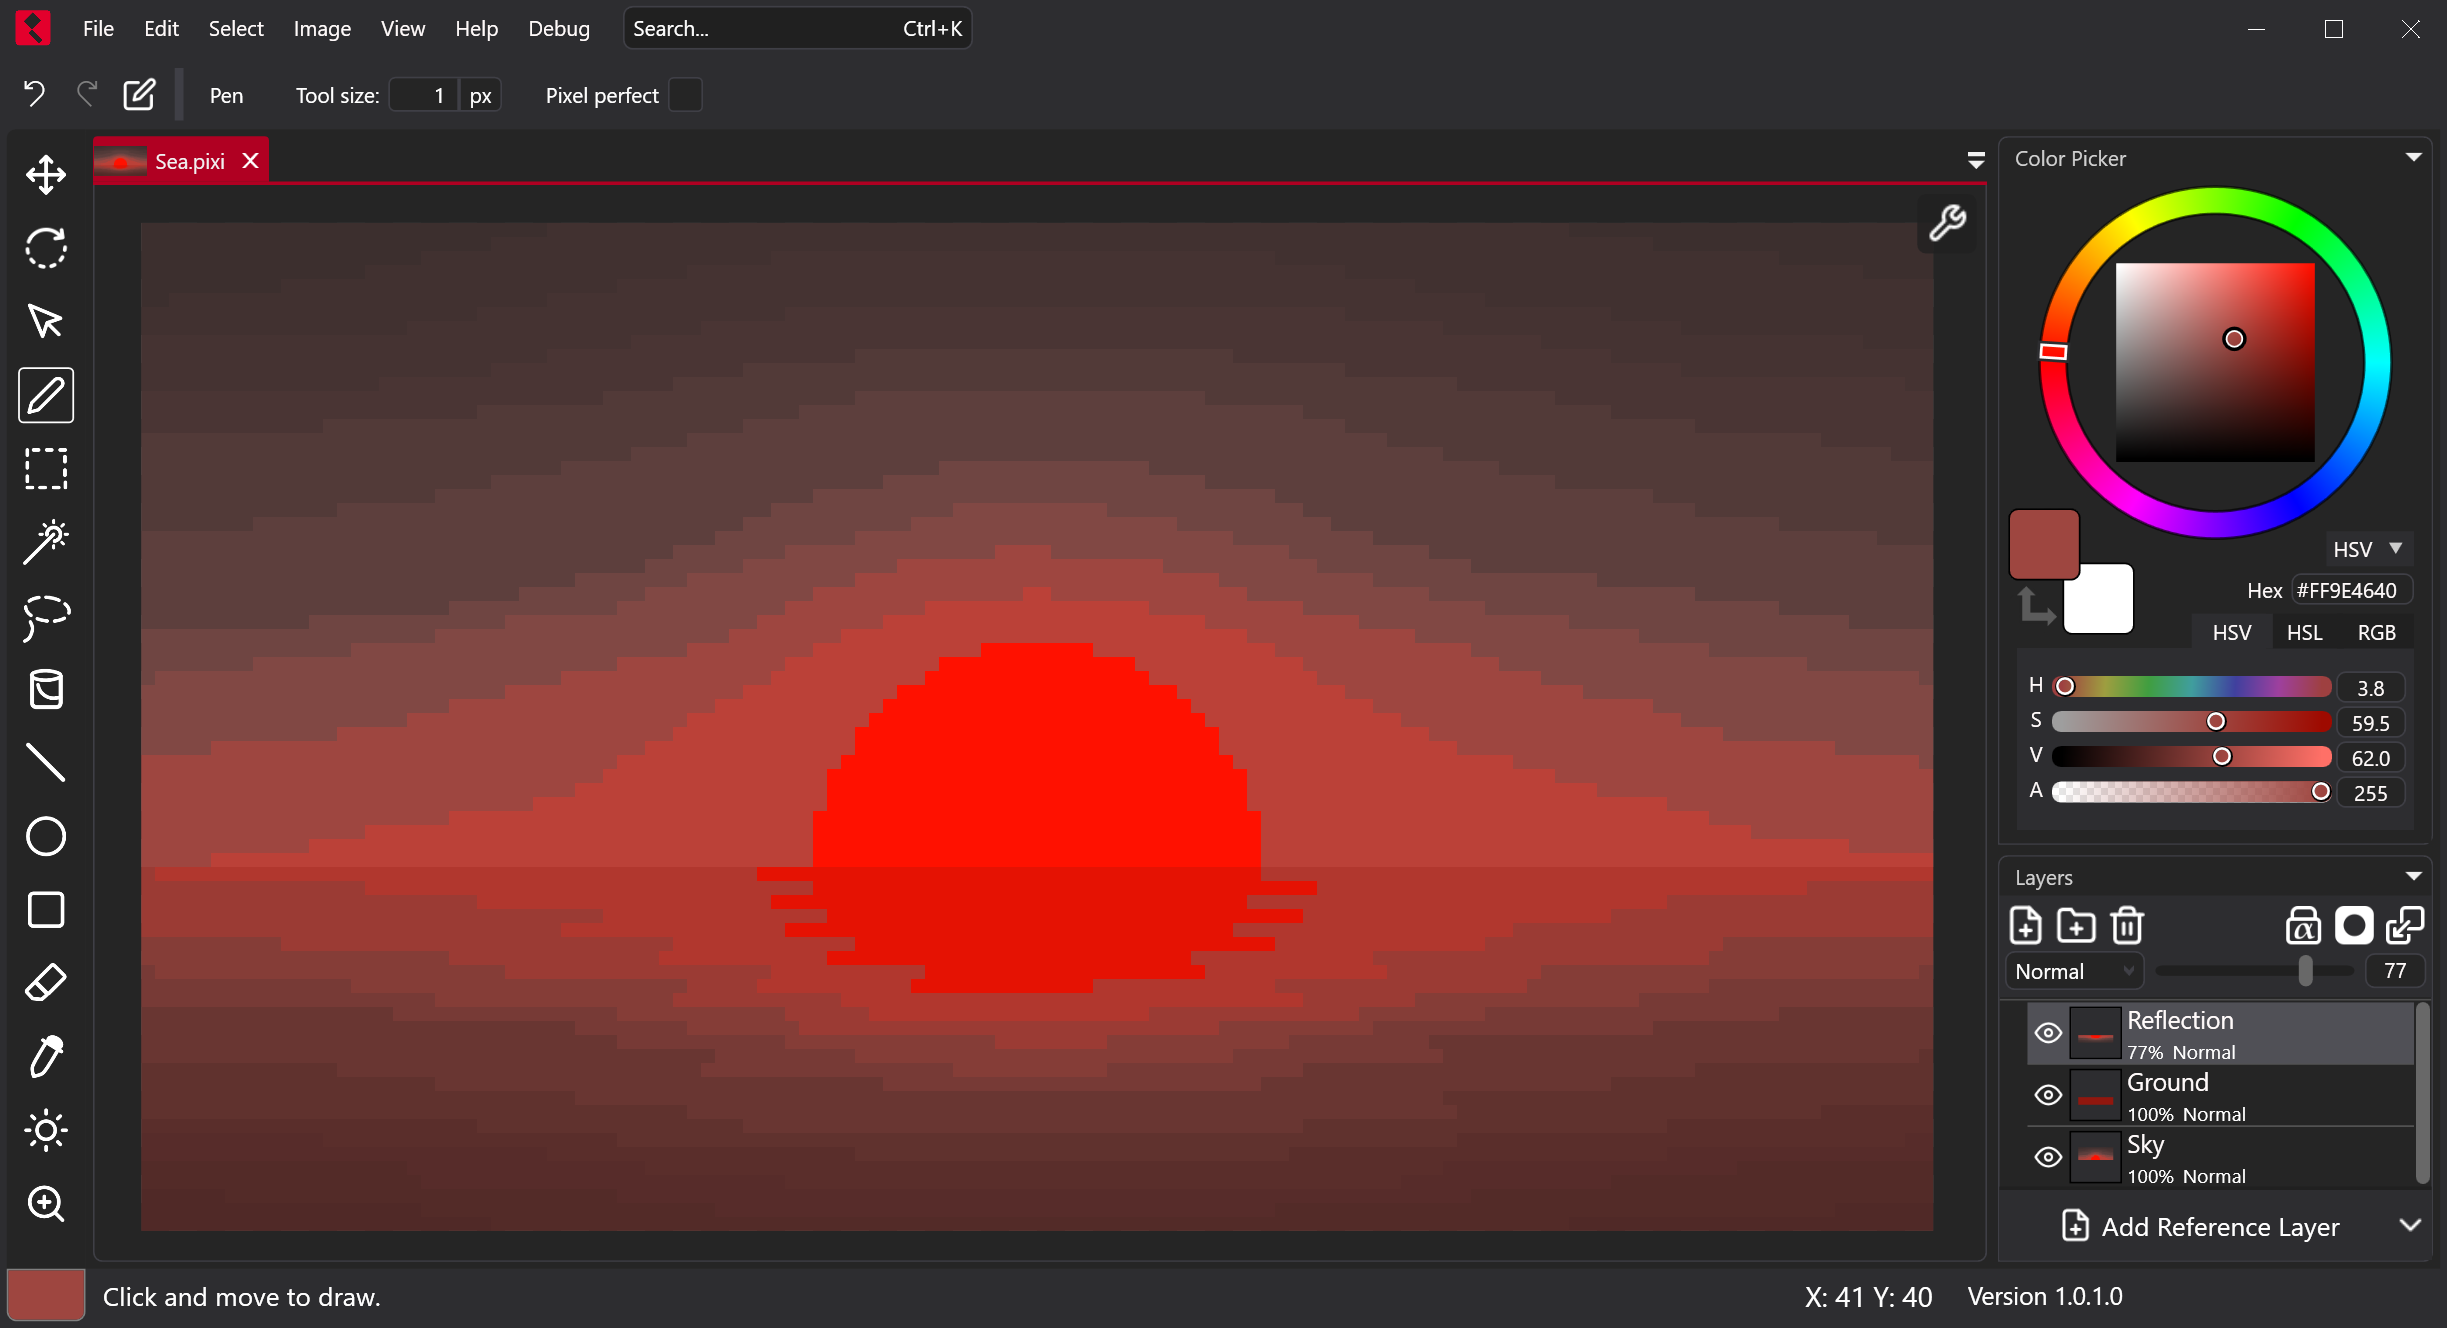 File Edit Select Image View Help Debug Search... Ctrl+K
Pen Tool size: 1 px Pixel perfect
Sea.pixi
Color Picker
HSV
Hex #FF9E4640
HSV HSL RGB
H 3.8
S 59.5
V 62.0
A 255
Layers
α
Normal 77
Reflection
77% Normal
Ground
100% Normal
Sky
100% Normal
Add Reference Layer
Click and move to draw. X: 41 Y: 40 Version 1.0.1.0